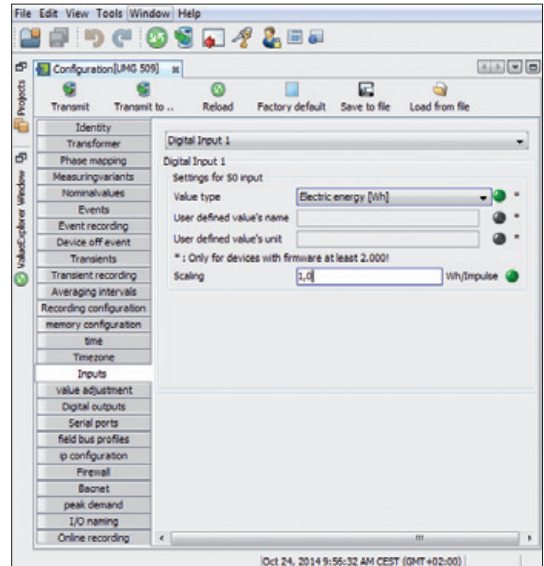 File Edit View Tools Window Help
Projects
ValueExplorer Window
Configuration[UMG 509]
Transmit Transmit to .. Reload Factory default Save to file Load from file
Identity
Transformer
Phase mapping
Measuringvariants
Nominalvalues
Events
Event recording
Device off event
Transients
Transient recording
Averaging intervals
Recording configuration
memory configuration
time
Timezone
Inputs
value adjustment
Digital outputs
Serial ports
field bus profiles
ip configuration
Firewall
Bacnet
peak demand
I/O naming
Online recording
Digital Input 1
Digital Input 1
Settings for S0 input
Value type Electric energy [Wh] *
User defined value's name *
User defined value's unit *
* : Only for devices with firmware at least 2.000!
Scaling 1,0 Wh/Impulse
Oct 24, 2014 9:56:32 AM CEST (GMT+02:00)